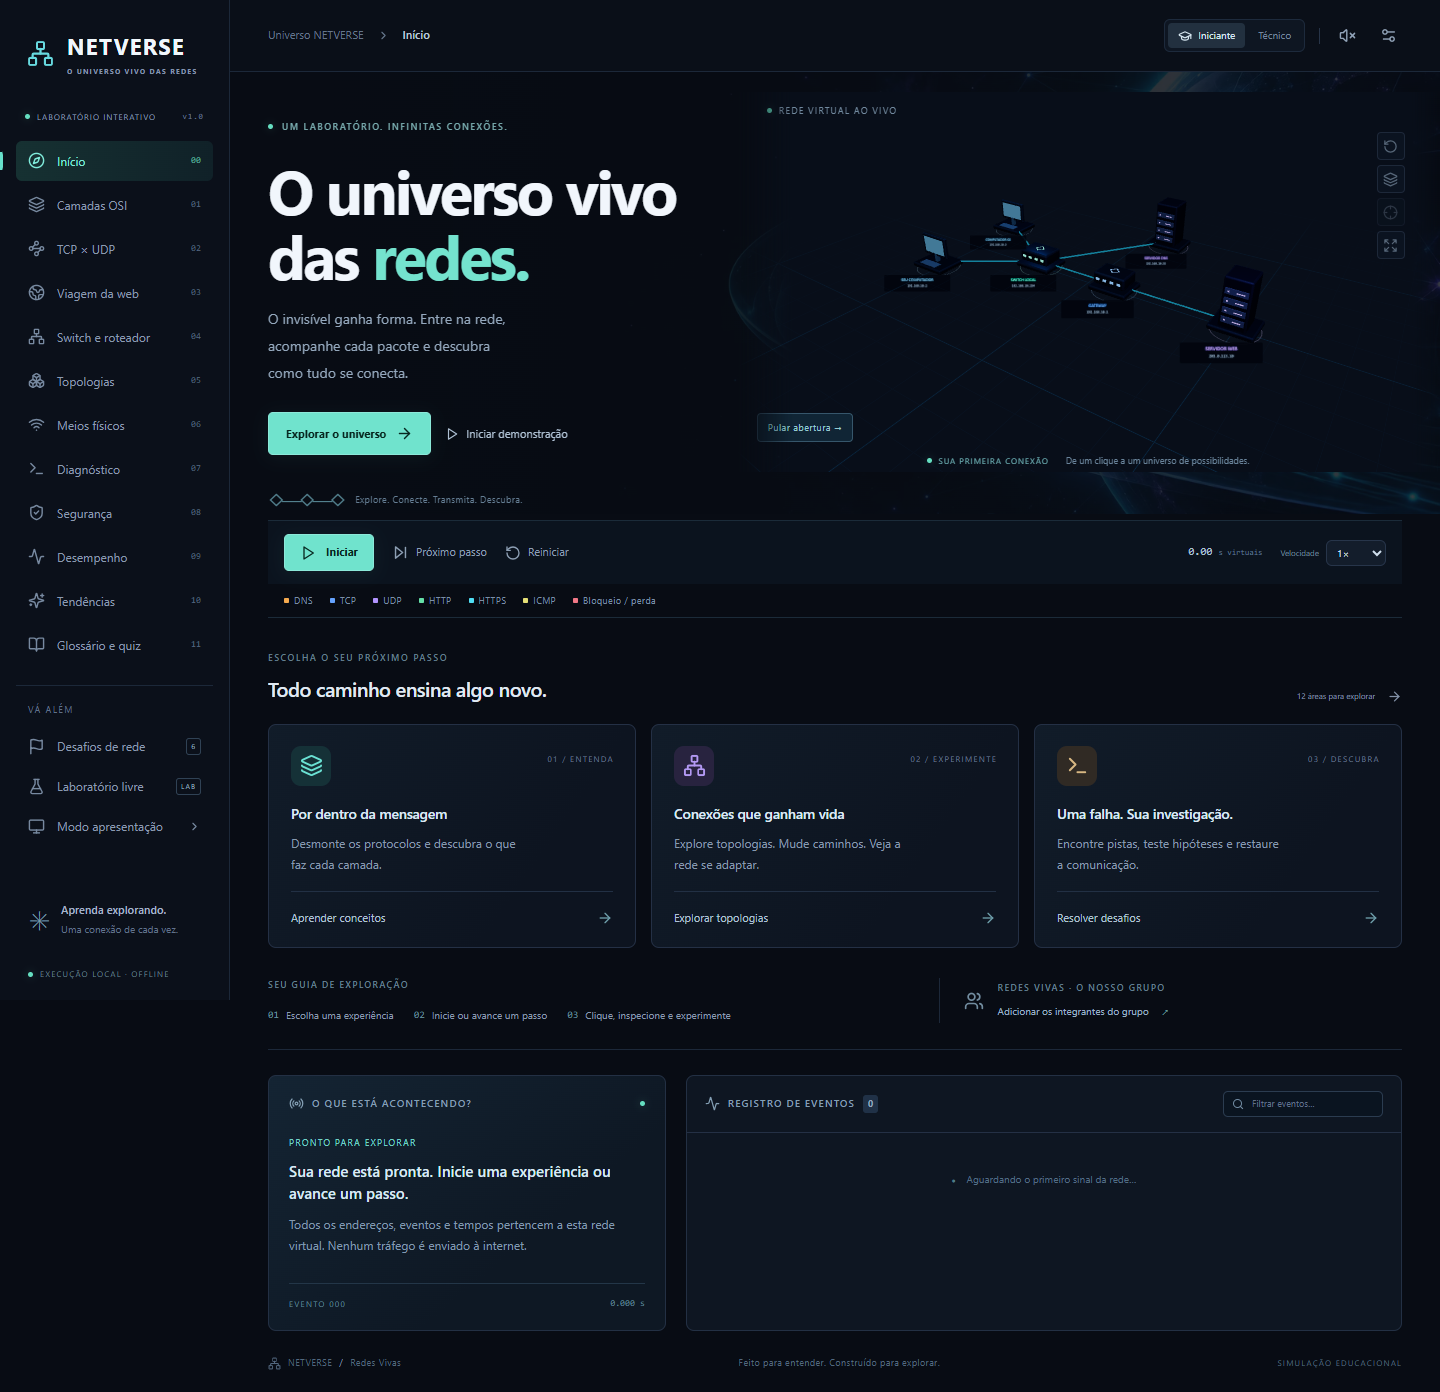 NETVERSE
O UNIVERSO VIVO DAS REDES
LABORATÓRIO INTERATIVO v1.0
Início 00
Camadas OSI 01
TCP × UDP 02
Viagem da web 03
Switch e roteador 04
Topologias 05
Meios físicos 06
Diagnóstico 07
Segurança 08
Desempenho 09
Tendências 10
Glossário e quiz 11
VÁ ALÉM
Desafios de rede 6
Laboratório livre LAB
Modo apresentação
Aprenda explorando.
Uma conexão de cada vez.
EXECUÇÃO LOCAL · OFFLINE
Universo NETVERSE > Início
Iniciante Técnico
UM LABORATÓRIO. INFINITAS CONEXÕES.
O universo vivo
das redes.
O invisível ganha forma. Entre na rede,
acompanhe cada pacote e descubra
como tudo se conecta.
Explorar o universo →
Iniciar demonstração
Explore. Conecte. Transmita. Descubra.
REDE VIRTUAL AO VIVO
SEU COMPUTADOR
SWITCH LOCAL
GATEWAY
SERVIDOR DNS
SERVIDOR WEB
Pular abertura →
SUA PRIMEIRA CONEXÃO De um clique a um universo de possibilidades.
Iniciar Próximo passo Reiniciar 0.00 s virtuais Velocidade 1×
DNS TCP UDP HTTP HTTPS ICMP Bloqueio / perda
ESCOLHA O SEU PRÓXIMO PASSO
Todo caminho ensina algo novo.
12 áreas para explorar →
01 / ENTENDA
Por dentro da mensagem
Desmonte os protocolos e descubra o que
faz cada camada.
Aprender conceitos →
02 / EXPERIMENTE
Conexões que ganham vida
Explore topologias. Mude caminhos. Veja a
rede se adaptar.
Explorar topologias →
03 / DESCUBRA
Uma falha. Sua investigação.
Encontre pistas, teste hipóteses e restaure
a comunicação.
Resolver desafios →
SEU GUIA DE EXPLORAÇÃO
01 Escolha uma experiência 02 Inicie ou avance um passo 03 Clique, inspecione e experimente
REDES VIVAS · O NOSSO GRUPO
Adicionar os integrantes do grupo ↗
O QUE ESTÁ ACONTECENDO?
PRONTO PARA EXPLORAR
Sua rede está pronta. Inicie uma experiência ou
avance um passo.
Todos os endereços, eventos e tempos pertencem a esta rede
virtual. Nenhum tráfego é enviado à internet.
EVENTO 000 0.000 s
REGISTRO DE EVENTOS 0
Filtrar eventos...
Aguardando o primeiro sinal da rede...
NETVERSE / Redes Vivas
Feito para entender. Construído para explorar.
SIMULAÇÃO EDUCACIONAL